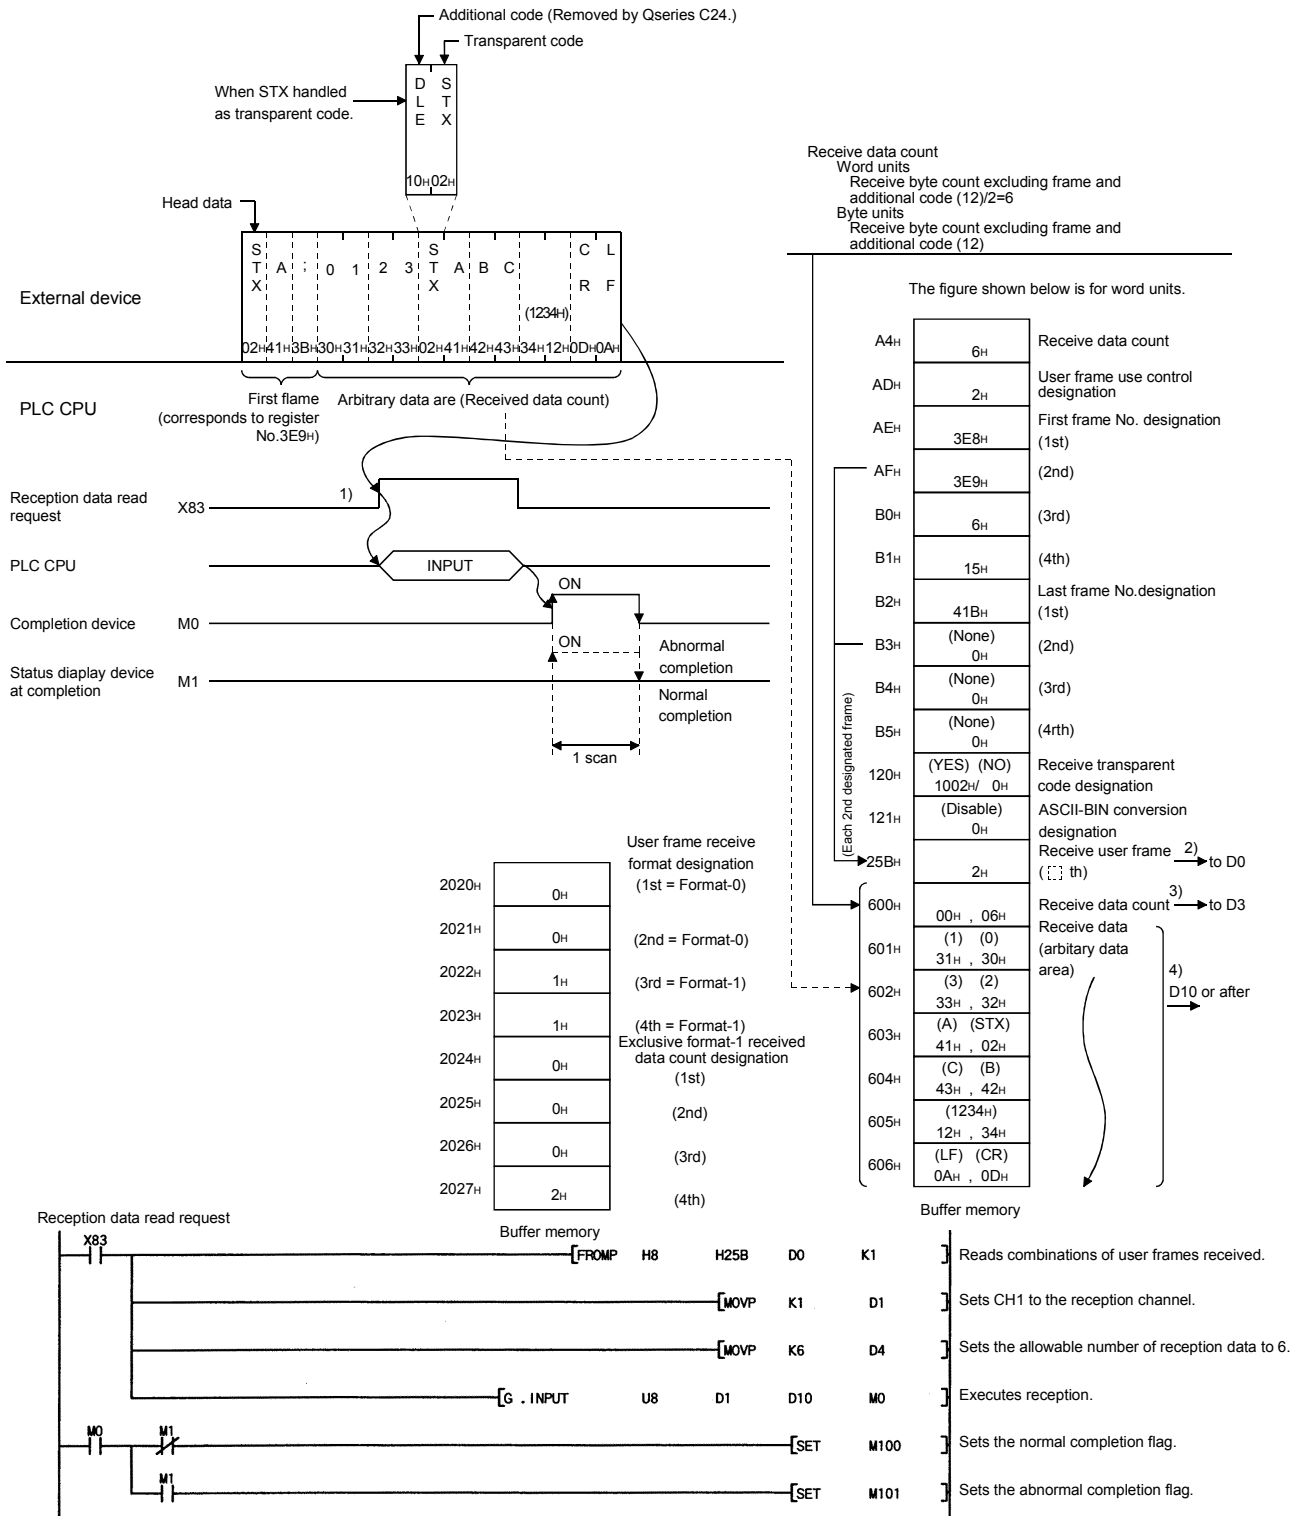 Additional code (Removed by Qseries C24.)
Transparent code
When STX handled
as transparent code.
D S
L T
E X
10H 02H
Head data
Receive data count
Word units
Receive byte count excluding frame and
additional code (12)/2=6
Byte units
Receive byte count excluding frame and
additional code (12)
The figure shown below is for word units.
External device
STX A ; 0 1 2 3 STX A B C (1234H) CR LF
02H 41H 3BH 30H 31H 32H 33H 02H 41H 42H 43H 34H 12H 0DH 0AH
PLC CPU
First flame
(corresponds to register
No.3E9H)
Arbitrary data are (Received data count)
Reception data read
request
X83
1)
PLC CPU
INPUT
ON
Completion device
M0
ON
Abnormal
completion
Status diaplay device
at completion
M1
Normal
completion
1 scan
A4H 6H Receive data count
ADH 2H User frame use control
designation
AEH 3E8H First frame No. designation
(1st)
AFH 3E9H (2nd)
B0H 6H (3rd)
B1H 15H (4th)
B2H 41BH Last frame No.designation
(1st)
B3H (None) 0H (2nd)
B4H (None) 0H (3rd)
B5H (None) 0H (4rth)
120H (YES) (NO) Receive transparent
1002H/ 0H code designation
121H (Disable) 0H ASCII-BIN conversion
designation
(Each 2nd designated frame)
25BH 2H Receive user frame 2) to D0
( th)
600H 00H , 06H Receive data count 3) to D3
Receive data
(arbitary data
area)
601H (1) (0)
31H , 30H
602H (3) (2)
33H , 32H
4)
D10 or after
603H (A) (STX)
41H , 02H
604H (C) (B)
43H , 42H
605H (1234H)
12H , 34H
606H (LF) (CR)
0AH , 0DH
Buffer memory
User frame receive
format designation
2020H 0H (1st = Format-0)
2021H 0H (2nd = Format-0)
2022H 1H (3rd = Format-1)
2023H 1H (4th = Format-1)
Exclusive format-1 received
data count designation
2024H 0H (1st)
2025H 0H (2nd)
2026H 0H (3rd)
2027H 2H (4th)
Buffer memory
Reception data read request
X83
FROMP H8 H25B D0 K1 Reads combinations of user frames received.
MOVP K1 D1 Sets CH1 to the reception channel.
MOVP K6 D4 Sets the allowable number of reception data to 6.
G . INPUT U8 D1 D10 M0 Executes reception.
M0 M1 SET M100 Sets the normal completion flag.
M1 SET M101 Sets the abnormal completion flag.